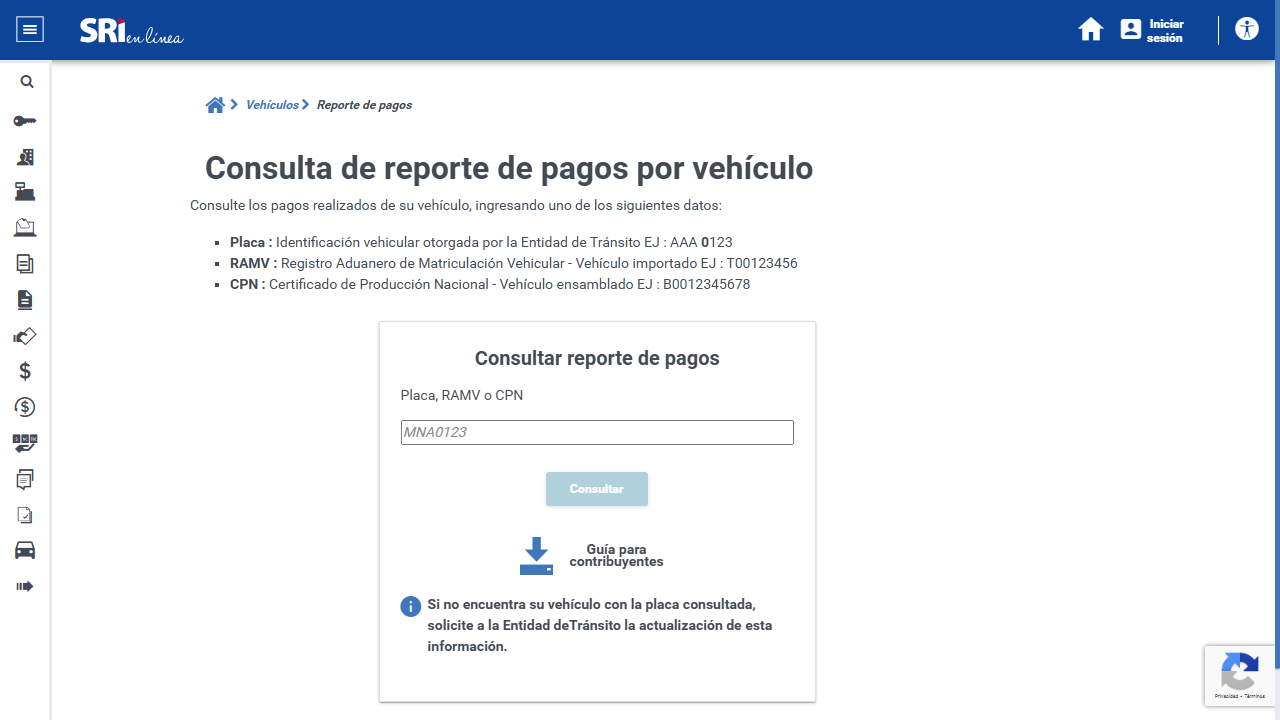 SRi en línea
Iniciar
sesión
Vehículos
Reporte de pagos
Consulta de reporte de pagos por vehículo
Consulte los pagos realizados de su vehículo, ingresando uno de los siguientes datos:
Placa : Identificación vehicular otorgada por la Entidad de Tránsito EJ : AAA 0123
RAMV : Registro Aduanero de Matriculación Vehicular - Vehículo importado EJ : T00123456
CPN : Certificado de Producción Nacional - Vehículo ensamblado EJ : B0012345678
Consultar reporte de pagos
Placa, RAMV o CPN
MNA0123
Consultar
Guía para
contribuyentes
Si no encuentra su vehículo con la placa consultada,
solicite a la Entidad deTránsito la actualización de esta
información.
Privacidad - Términos